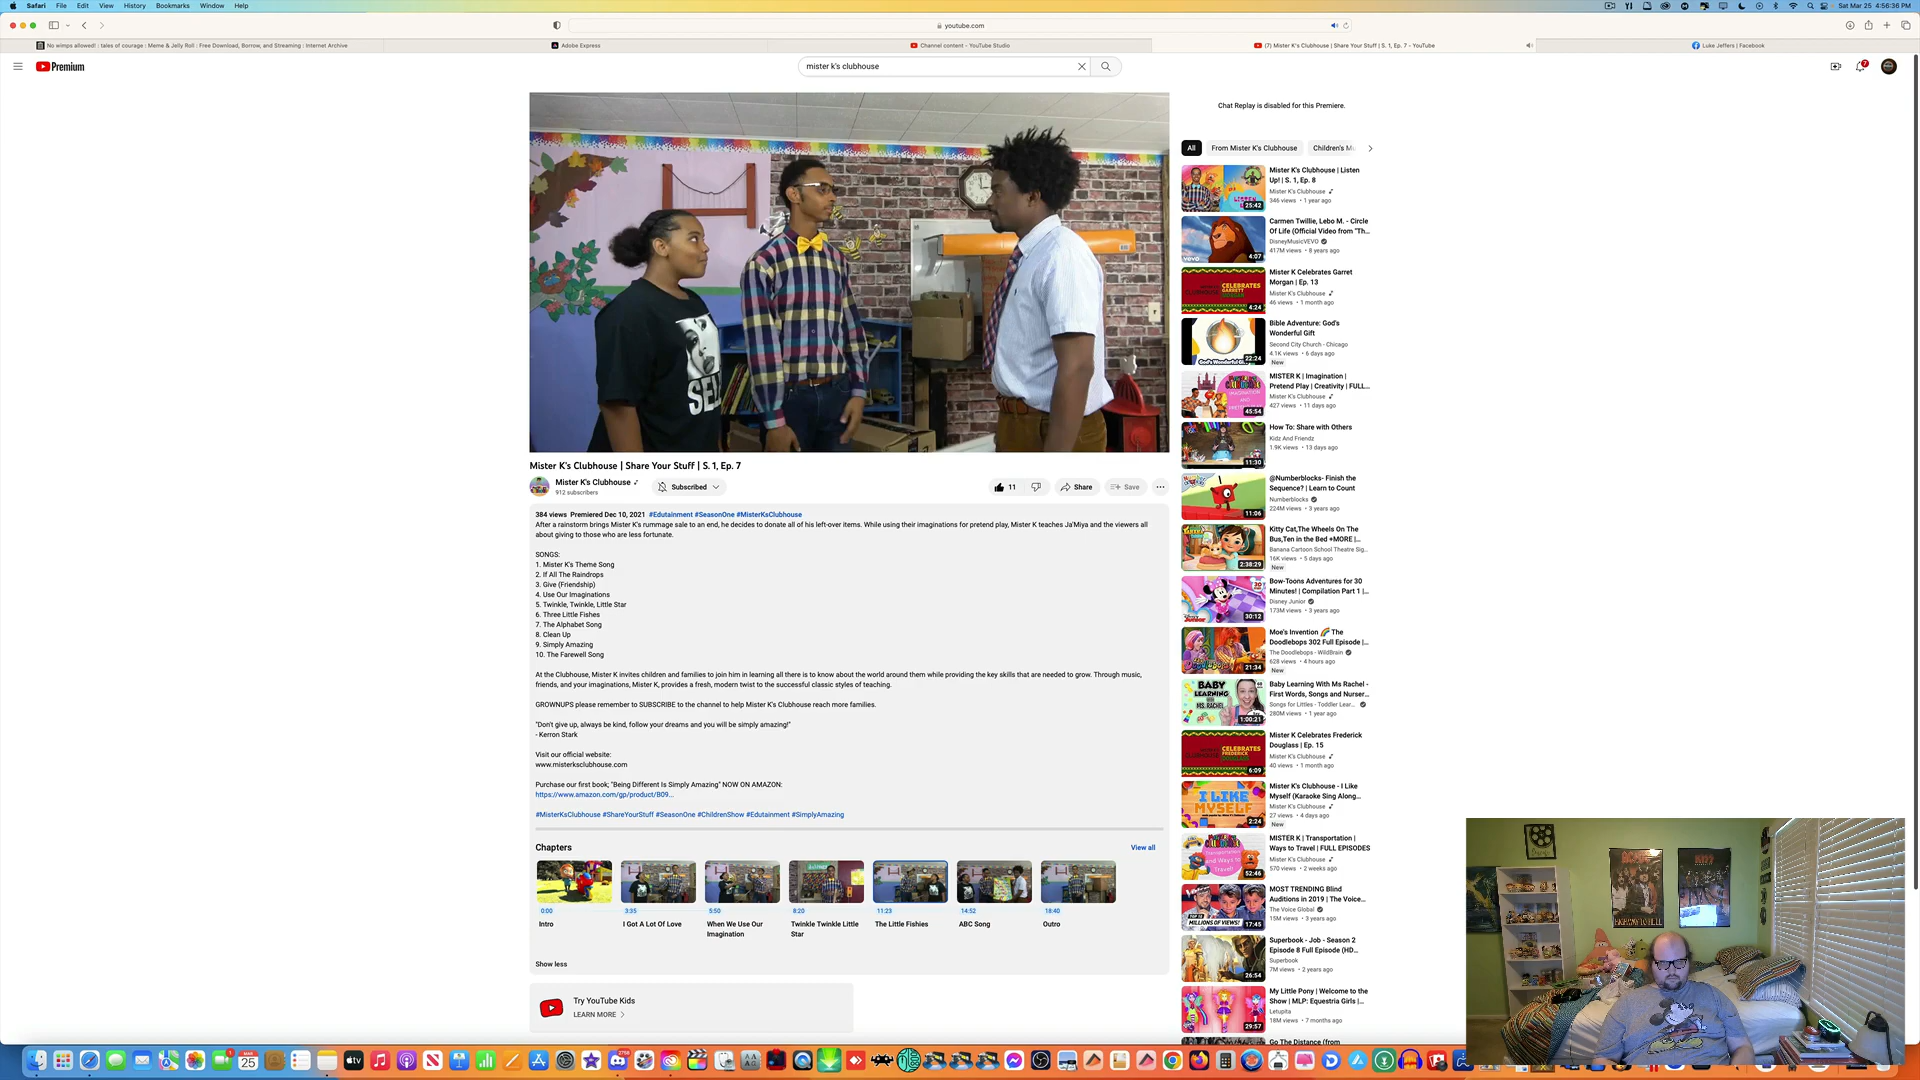 Safari File Edit View History Bookmarks Window Help
Sat Mar 25 4:56:36 PM
youtube.com
No wimps allowed! : tales of courage : Meme & Jelly Roll : Free Download, Borrow, and Streaming : Internet Archive
Adobe Express
Channel content - YouTube Studio
(7) Mister K's Clubhouse | Share Your Stuff | S. 1, Ep. 7 - YouTube
Luke Jeffers | Facebook
Premium
mister k's clubhouse
7
SEL
Mister K's Clubhouse | Share Your Stuff | S. 1, Ep. 7
Mister K's Clubhouse
912 subscribers
Subscribed
11
Share
Save
384 views Premiered Dec 10, 2021 #Edutainment #SeasonOne #MisterKsClubhouse
After a rainstorm brings Mister K's rummage sale to an end, he decides to donate all of his left-over items. While using their imaginations for pretend play, Mister K teaches Ja'Miya and the viewers all
about giving to those who are less fortunate.
SONGS:
1. Mister K's Theme Song
2. If All The Raindrops
3. Give (Friendship)
4. Use Our Imaginations
5. Twinkle, Twinkle, Little Star
6. Three Little Fishes
7. The Alphabet Song
8. Clean Up
9. Simply Amazing
10. The Farewell Song
At the Clubhouse, Mister K invites children and families to join him in learning all there is to know about the world around them while providing the key skills that are needed to grow. Through music,
friends, and your imaginations, Mister K, provides a fresh, modern twist to the successful classic styles of teaching.
GROWNUPS please remember to SUBSCRIBE to the channel to help Mister K's Clubhouse reach more families.
"Don't give up, always be kind, follow your dreams and you will be simply amazing!"
- Kerron Stark
Visit our official website:
www.misterksclubhouse.com
Purchase our first book; "Being Different Is Simply Amazing" NOW ON AMAZON:
https://www.amazon.com/gp/product/B09...
#MisterKsClubhouse #ShareYourStuff #SeasonOne #ChildrenShow #Edutainment #SimplyAmazing
Chapters
View all
0:00
Intro
3:35
I Got A Lot Of Love
5:50
When We Use Our
Imagination
8:20
Twinkle Twinkle Little
Star
11:23
The Little Fishies
14:52
ABC Song
18:40
Outro
Show less
Try YouTube Kids
LEARN MORE
Chat Replay is disabled for this Premiere.
All
From Mister K's Clubhouse
Children's Mu
25:42
Mister K's Clubhouse | Listen
Up! | S. 1, Ep. 8
Mister K's Clubhouse
346 views • 1 year ago
vevo
4:07
Carmen Twillie, Lebo M. - Circle
Of Life (Official Video from "Th...
DisneyMusicVEVO
417M views • 8 years ago
CELEBRATES
GARRETT
MORGAN
4:24
Mister K Celebrates Garret
Morgan | Ep. 13
Mister K's Clubhouse
46 views • 1 month ago
22:24
Bible Adventure: God's
Wonderful Gift
Second City Church - Chicago
4.1K views • 6 days ago
New
45:54
MISTER K | Imagination |
Pretend Play | Creativity | FULL...
Mister K's Clubhouse
427 views • 11 days ago
11:30
How To: Share with Others
Kidz And Friendz
1.9K views • 13 days ago
11:06
@Numberblocks- Finish the
Sequence? | Learn to Count
Numberblocks
224M views • 3 years ago
2:38:29
Kitty Cat,The Wheels On The
Bus,Ten in the Bed +MORE |...
Banana Cartoon School Theatre Sig...
16K views • 5 days ago
New
30:12
Bow-Toons Adventures for 30
Minutes! | Compilation Part 1 |...
Disney Junior
173M views • 3 years ago
21:34
Moe's Invention 🌈 The
Doodlebops 302 Full Episode |...
The Doodlebops - WildBrain
628 views • 4 hours ago
New
BABY
LEARNING
1:00:21
Baby Learning With Ms Rachel -
First Words, Songs and Nurser...
Songs for Littles - Toddler Lear...
280M views • 1 year ago
CELEBRATES
FREDERICK
DOUGLASS
6:09
Mister K Celebrates Frederick
Douglass | Ep. 15
Mister K's Clubhouse
40 views • 1 month ago
I LIKE
MYSELF
2:24
Mister K's Clubhouse - I Like
Myself (Karaoke Sing Along...
Mister K's Clubhouse
27 views • 4 days ago
New
52:46
MISTER K | Transportation |
Ways to Travel | FULL EPISODES
Mister K's Clubhouse
570 views • 2 weeks ago
MILLIONS OF VIEWS!
17:45
MOST TRENDING Blind
Auditions in 2019 | The Voice...
The Voice Global
15M views • 3 years ago
26:54
Superbook - Job - Season 2
Episode 8 Full Episode (HD...
Superbook
7M views • 2 years ago
29:57
My Little Pony | Welcome to the
Show | MLP: Equestria Girls |...
Letupita
18M views • 7 months ago
Go The Distance (from
HIGHWAY TO HELL
KISS
MAR
25
tv